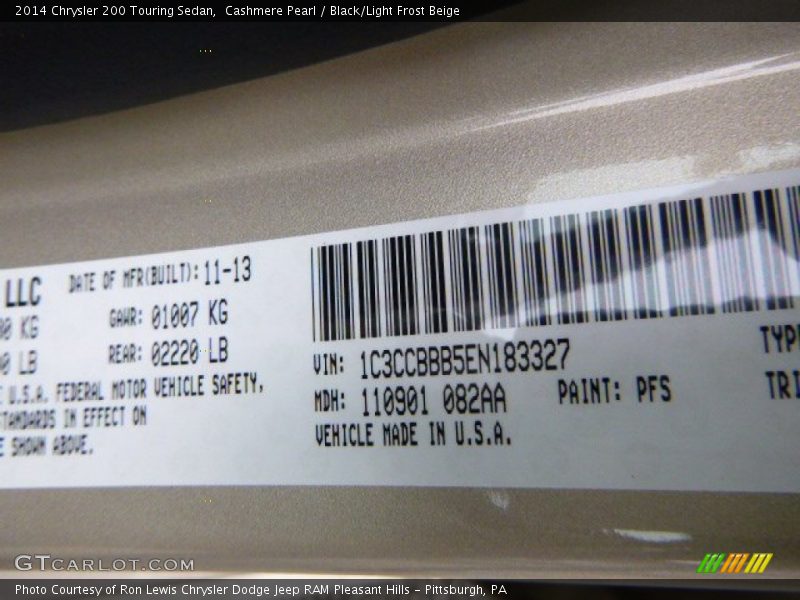 2014 Chrysler 200 Touring Sedan,  Cashmere Pearl / Black/Light Frost Beige
LLC DATE OF MFR(BUILT): 11-13
KG GAWR: 01007 KG
LB REAR: 02220 LB
U.S.A. FEDERAL MOTOR VEHICLE SAFETY,
STANDARDS IN EFFECT ON
SHOWN ABOVE.
VIN: 1C3CCBBB5EN183327
MDH: 110901 082AA PAINT: PFS
VEHICLE MADE IN U.S.A.
GTCARLOT.COM
Photo Courtesy of Ron Lewis Chrysler Dodge Jeep RAM Pleasant Hills – Pittsburgh, PA